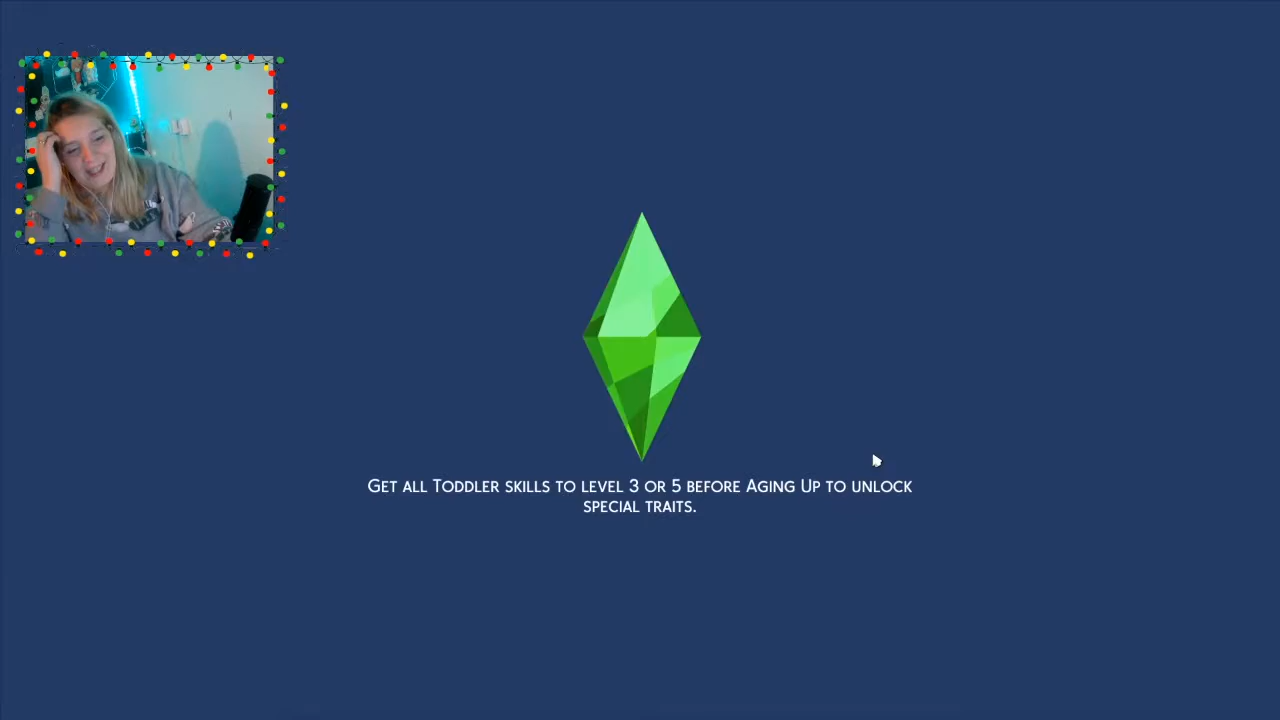 Get all Toddler skills to level 3 or 5 before Aging Up to unlock
special traits.